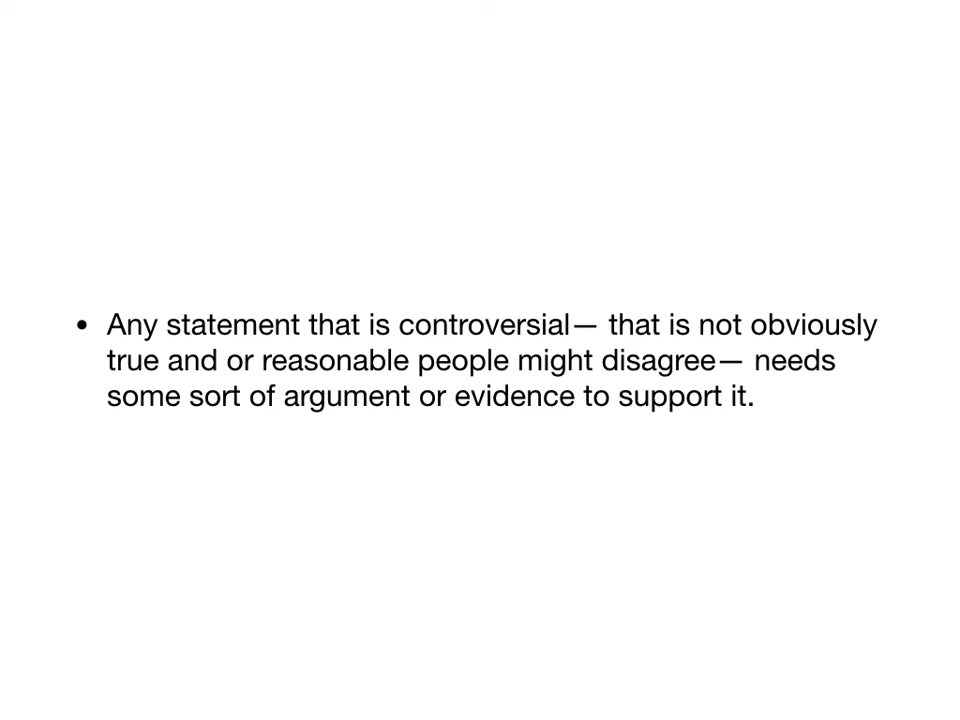 • Any statement that is controversial— that is not obviously
true and or reasonable people might disagree— needs
some sort of argument or evidence to support it.